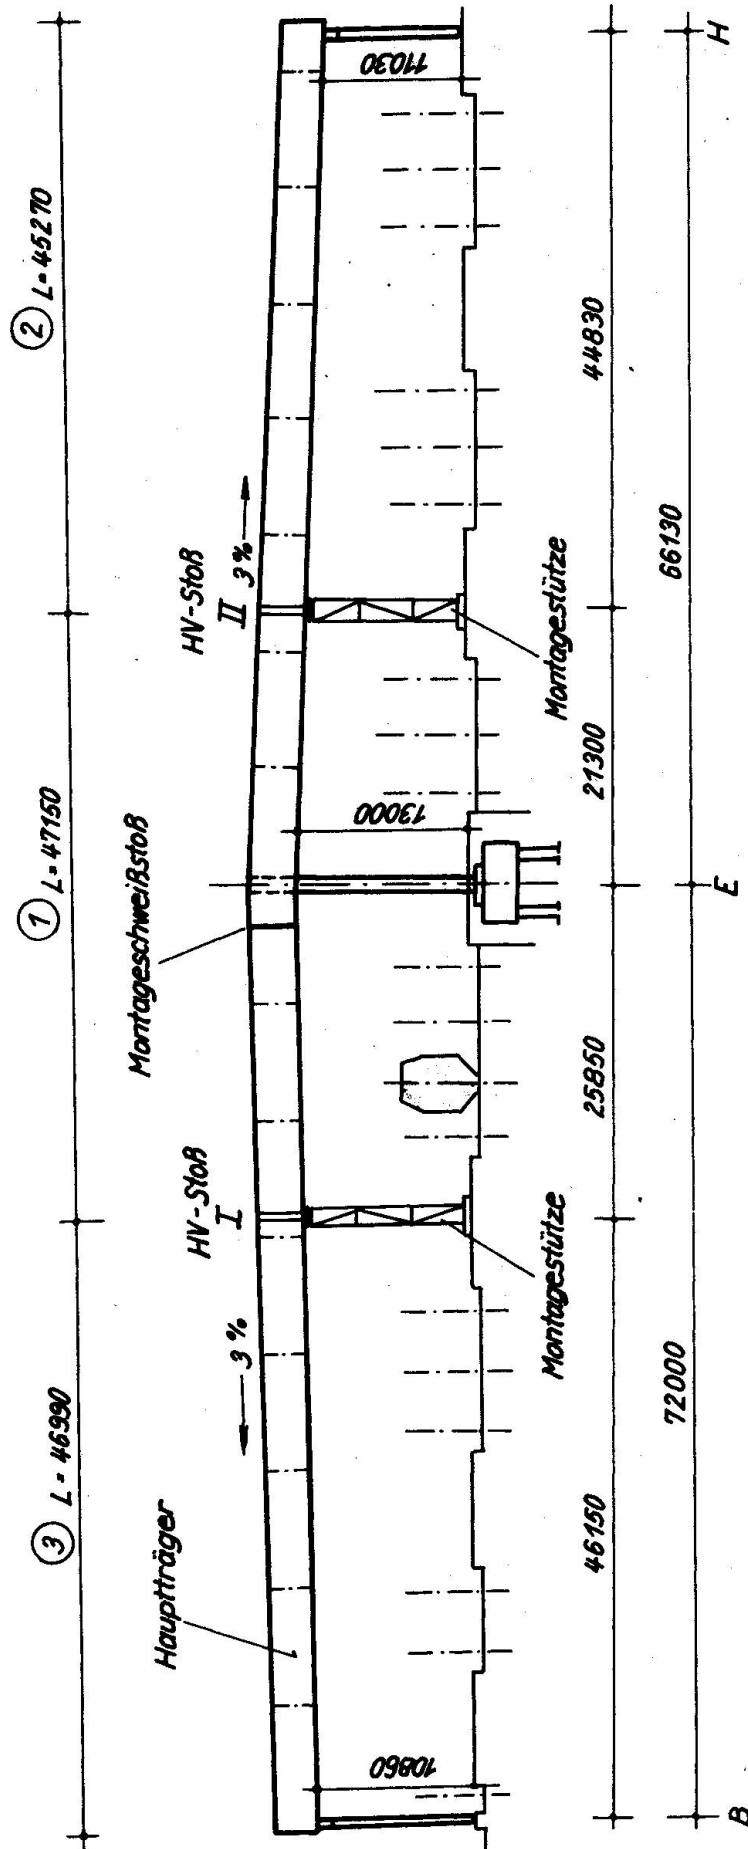 ③ L = 46990
① L = 47150
② L = 45270
Hauptträger
3 %
HV-Stoß
I
Montageschweißstoß
HV-Stoß
II
3 %
10860
Montagestütze
13000
Montagestütze
11030
46150
25850
21300
44830
72000
66130
B
E
H